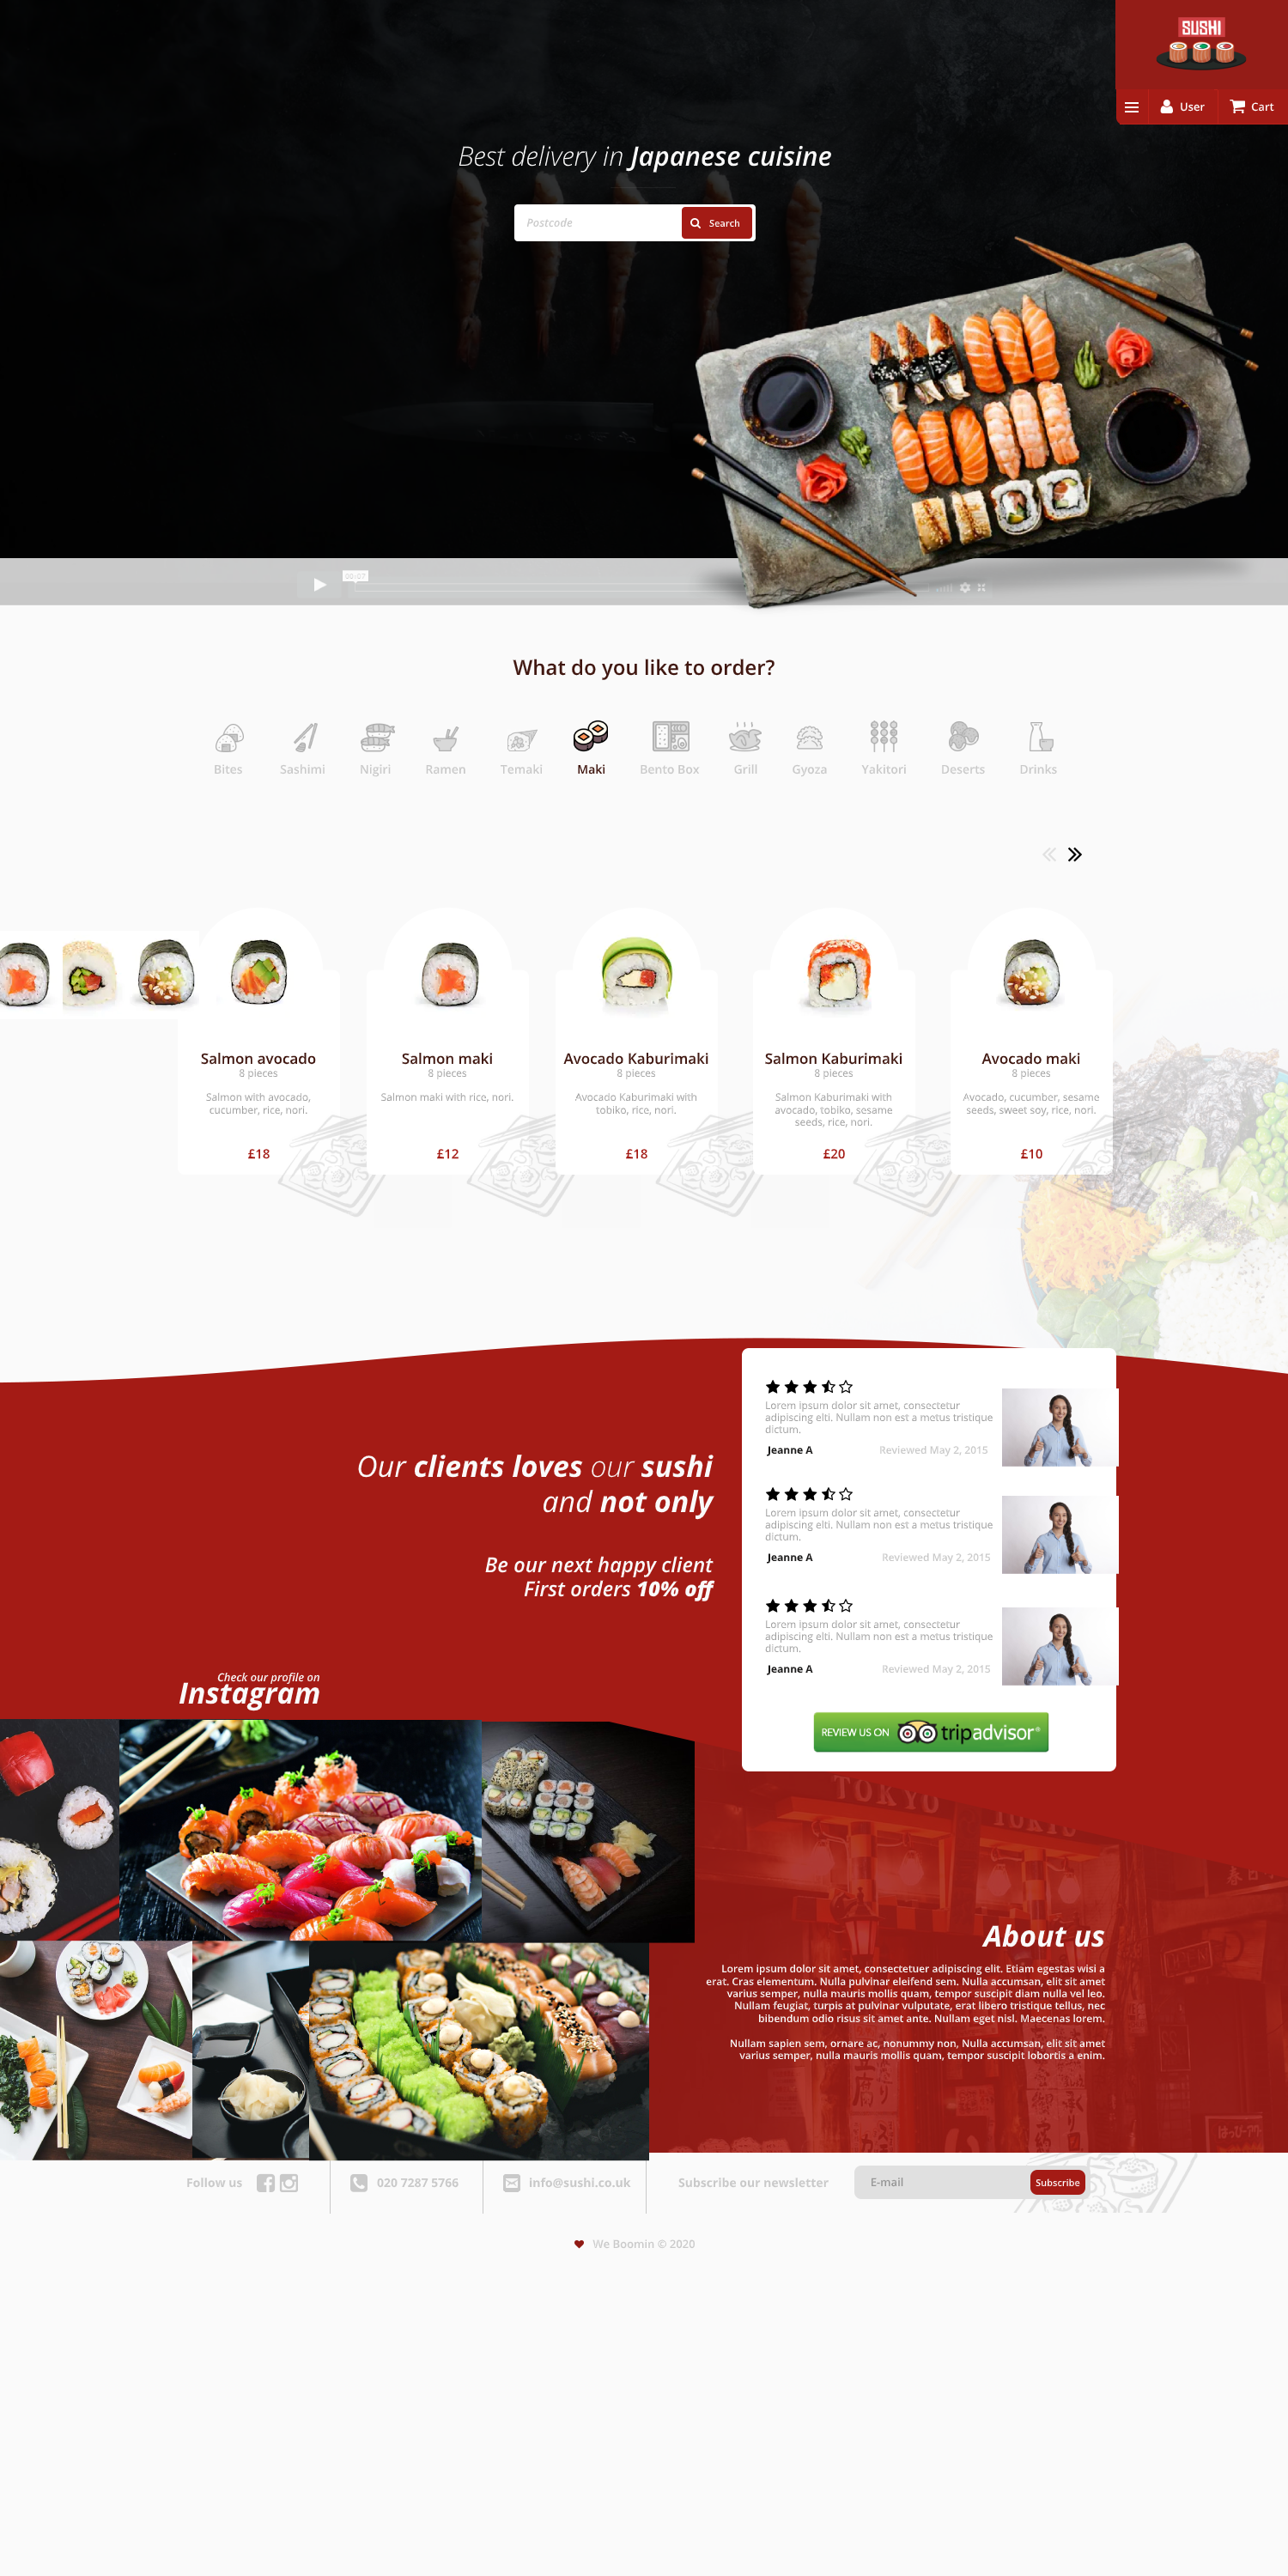 SUSHI
User
Cart
Best delivery in Japanese cuisine
Postcode
Search
00:07
What do you like to order?
Bites
Sashimi
Nigiri
Ramen
Temaki
Maki
Bento Box
Grill
Gyoza
Yakitori
Deserts
Drinks
Salmon avocado
8 pieces
Salmon with avocado,
cucumber, rice, nori.
£18
Salmon maki
8 pieces
Salmon maki with rice, nori.
£12
Avocado Kaburimaki
8 pieces
Avocado Kaburimaki with
tobiko, rice, nori.
£18
Salmon Kaburimaki
8 pieces
Salmon Kaburimaki with
avocado, tobiko, sesame
seeds, rice, nori.
£20
Avocado maki
8 pieces
Avocado, cucumber, sesame
seeds, sweet soy, rice, nori.
£10
Our clients loves our sushi
and not only
Be our next happy client
First orders 10% off
Lorem ipsum dolor sit amet, consectetur
adipiscing elti. Nullam non est a metus tristique
dictum.
Jeanne A
Reviewed May 2, 2015
Lorem ipsum dolor sit amet, consectetur
adipiscing elti. Nullam non est a metus tristique
dictum.
Jeanne A
Reviewed May 2, 2015
Lorem ipsum dolor sit amet, consectetur
adipiscing elti. Nullam non est a metus tristique
dictum.
Jeanne A
Reviewed May 2, 2015
REVIEW US ON tripadvisor®
Check our profile on
Instagram
TOKYO
TOKYO
About us
Lorem ipsum dolor sit amet, consectetuer adipiscing elit. Etiam egestas wisi a
erat. Cras elementum. Nulla pulvinar eleifend sem. Nulla accumsan, elit sit amet
varius semper, nulla mauris mollis quam, tempor suscipit diam nulla vel leo.
Nullam feugiat, turpis at pulvinar vulputate, erat libero tristique tellus, nec
bibendum odio risus sit amet ante. Nullam eget nisl. Maecenas lorem.
Nullam sapien sem, ornare ac, nonummy non, Nulla accumsan, elit sit amet
varius semper, nulla mauris mollis quam, tempor suscipit lobortis a enim.
Follow us
020 7287 5766
info@sushi.co.uk
Subscribe our newsletter
E-mail
Subscribe
We Boomin © 2020